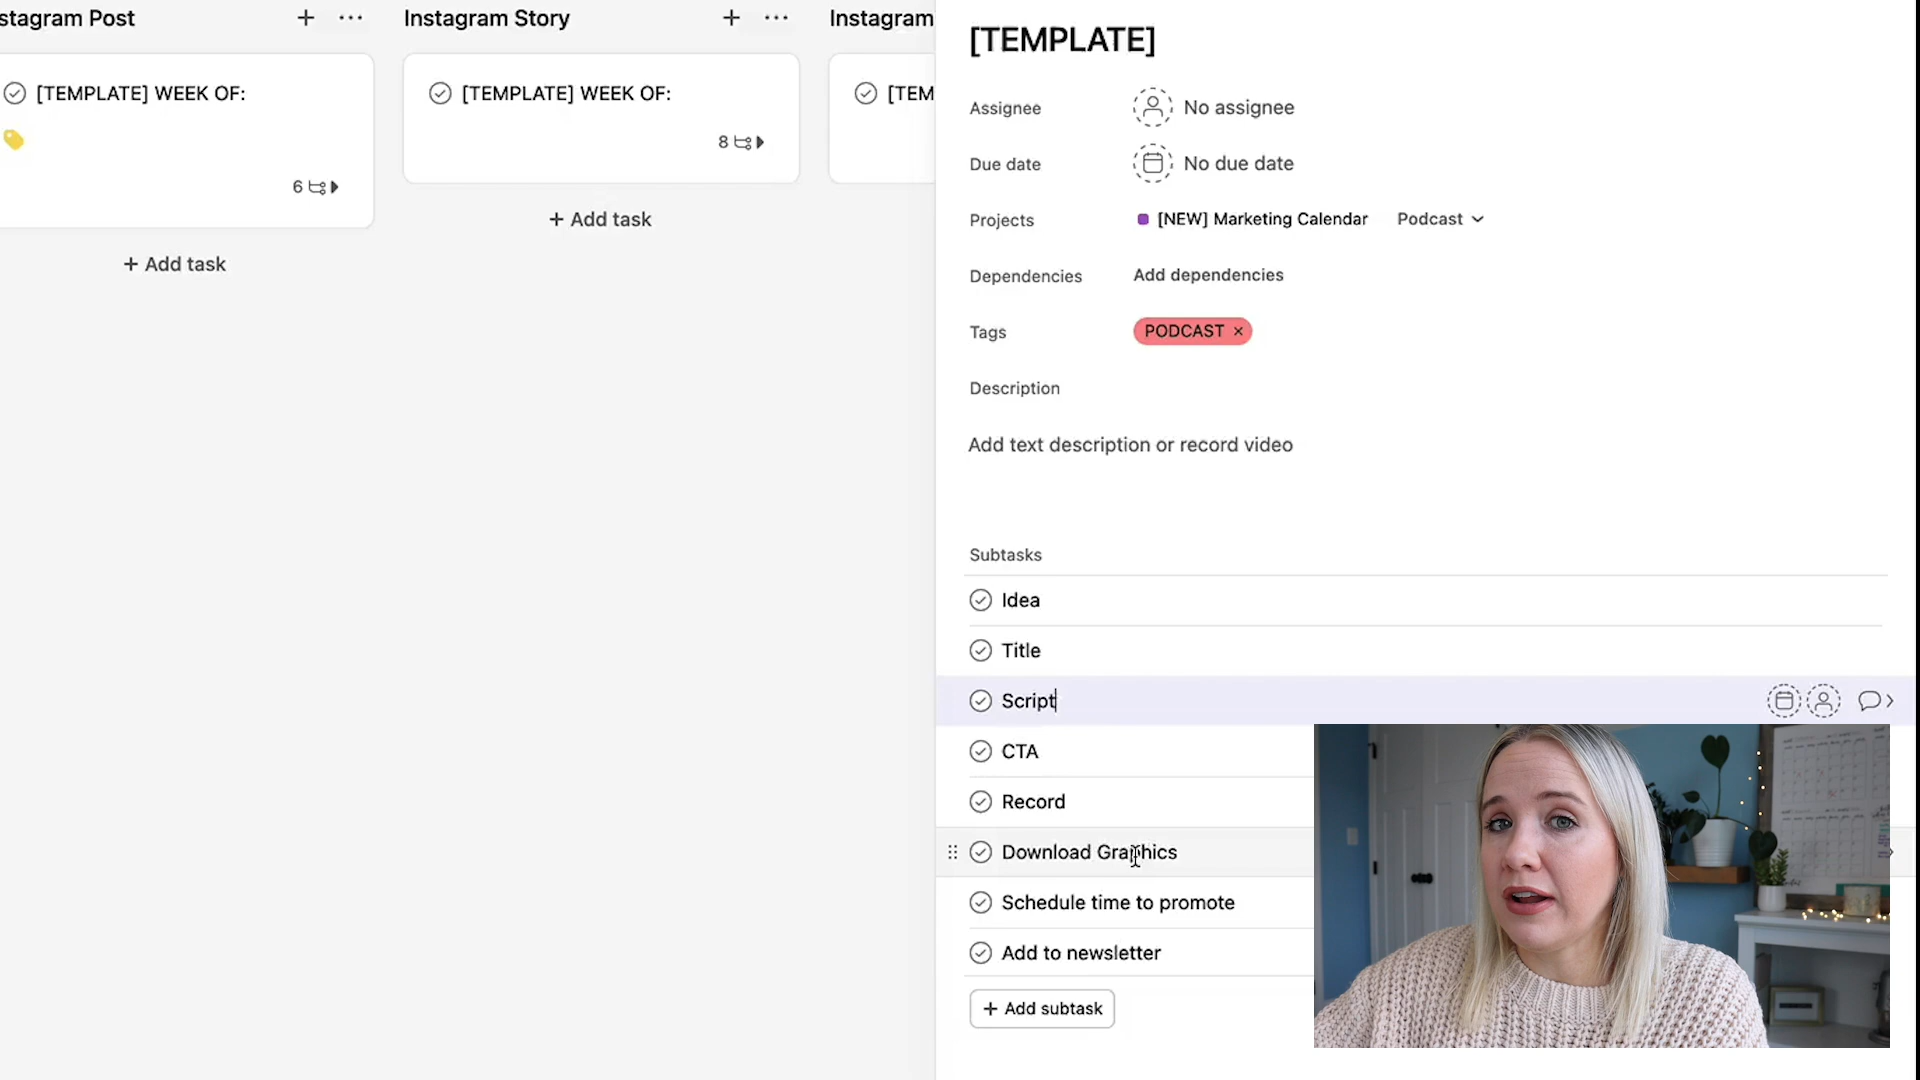 stagram Post
Instagram Story
Instagram
[TEMPLATE] WEEK OF:
6
+ Add task
[TEMPLATE] WEEK OF:
8
+ Add task
[TEM
[TEMPLATE]
Assignee No assignee
Due date No due date
Projects [NEW] Marketing Calendar Podcast
Dependencies Add dependencies
Tags PODCAST ×
Description
Add text description or record video
Subtasks
Idea
Title
Script
CTA
Record
Download Graphics
Schedule time to promote
Add to newsletter
+ Add subtask